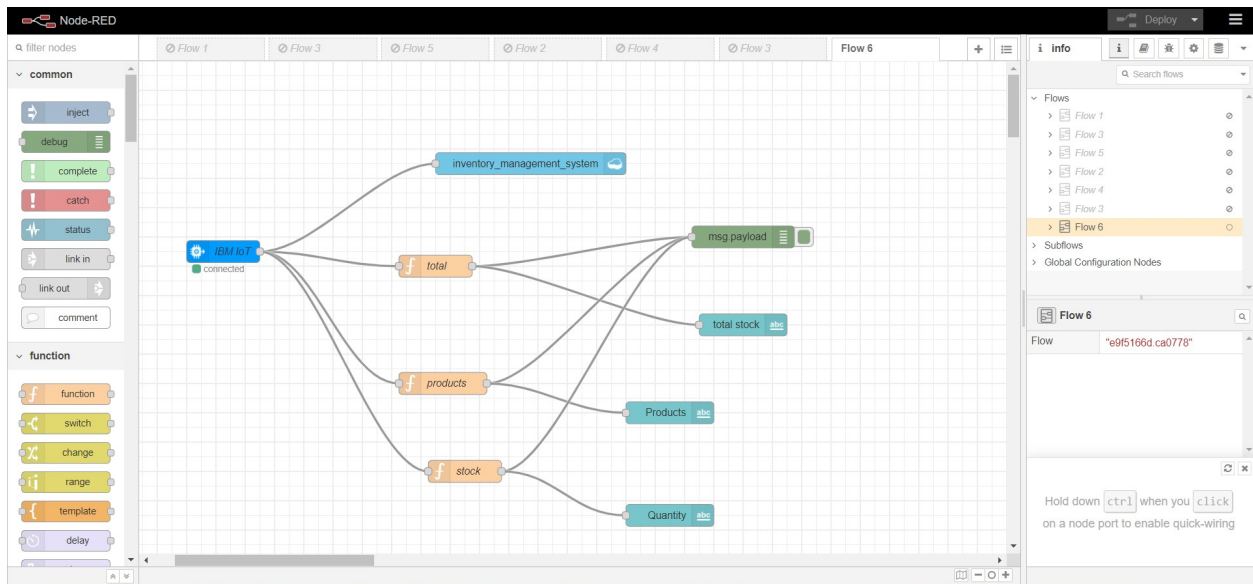 Node-RED
Deploy
filter nodes
Flow 1
Flow 3
Flow 5
Flow 2
Flow 4
Flow 3
Flow 6
i info
i
Search flows
common
inject
debug
complete
catch
status
link in
link out
comment
function
function
switch
change
range
template
delay
inventory_management_system
IBM IoT
connected
total
msg.payload
total stock abc
products
Products abc
stock
Quantity abc
Flows
Flow 1
Flow 3
Flow 5
Flow 2
Flow 4
Flow 3
Flow 6
Subflows
Global Configuration Nodes
Flow 6
Flow "e9f5166d.ca0778"
Hold down ctrl when you click
on a node port to enable quick-wiring